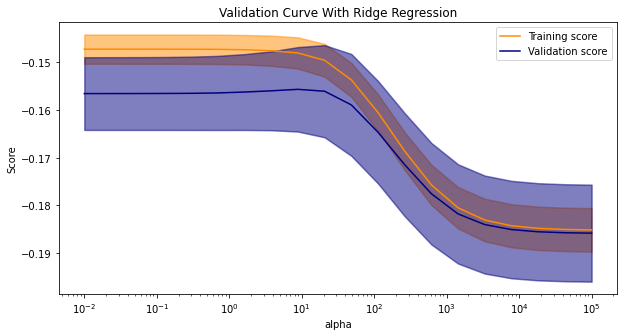 Validation Curve With Ridge Regression
Training score
Validation score
Score
−0.15
−0.16
−0.17
−0.18
−0.19
10⁻² 10⁻¹ 10⁰ 10¹ 10² 10³ 10⁴ 10⁵
alpha